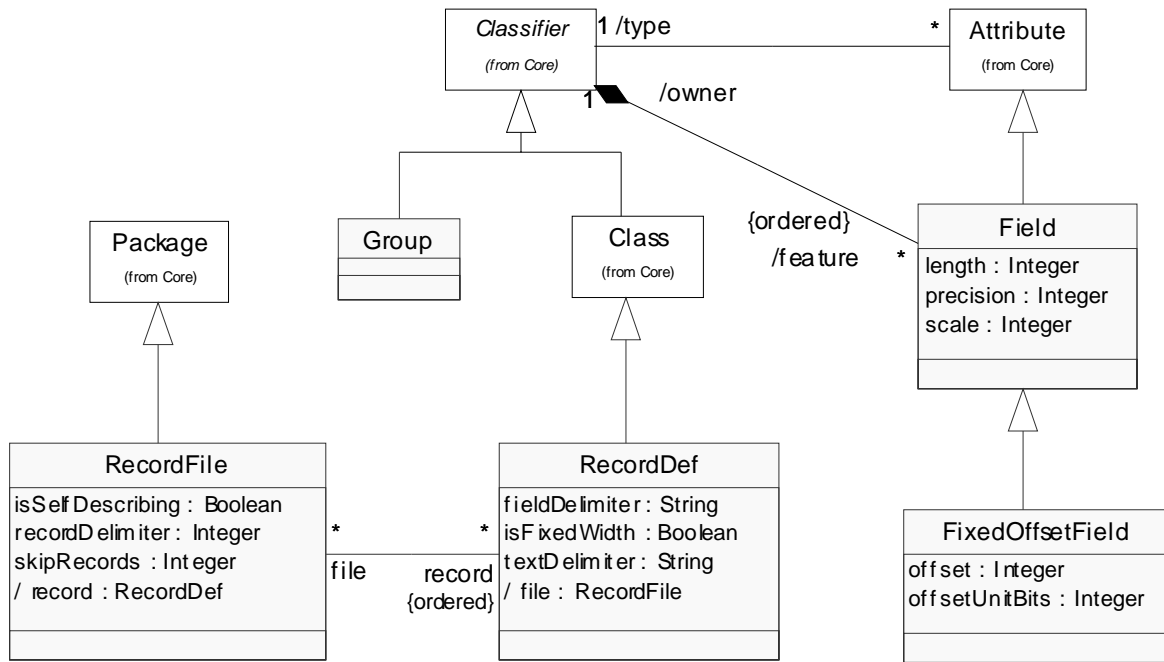 Classifier
(from Core)
1 /type
*
Attribute
(from Core)
1
/owner
{ordered}
/feature
*
Package
(from Core)
Group
Class
(from Core)
Field
length : Integer
precision : Integer
scale : Integer
RecordFile
isSelfDescribing : Boolean
recordDelimiter : Integer
skipRecords : Integer
/ record : RecordDef
*
file
*
record
{ordered}
RecordDef
fieldDelimiter : String
isFixedWidth : Boolean
textDelimiter : String
/ file : RecordFile
FixedOffsetField
offset : Integer
offsetUnitBits : Integer